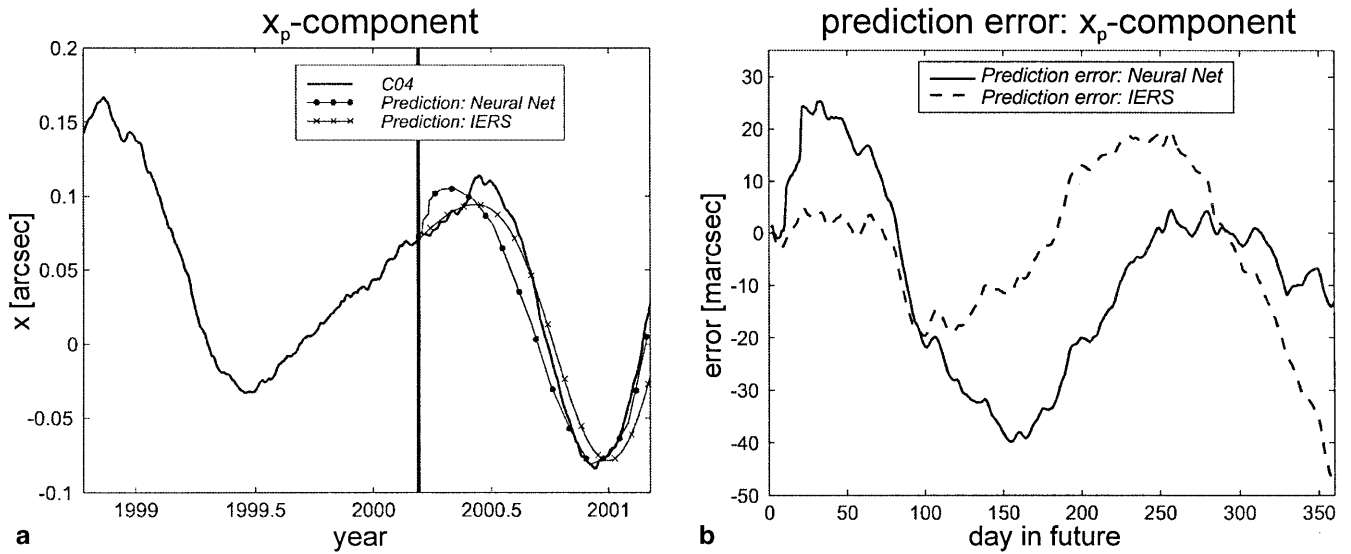 xp-component
0.2
0.15
0.1
0.05
0
-0.05
-0.1
x [arcsec]
C04
Prediction: Neural Net
Prediction: IERS
1999
1999.5
2000
2000.5
2001
year
a
prediction error: xp-component
30
20
10
0
-10
-20
-30
-40
-50
error [marcsec]
Prediction error: Neural Net
Prediction error: IERS
0
50
100
150
200
250
300
350
day in future
b